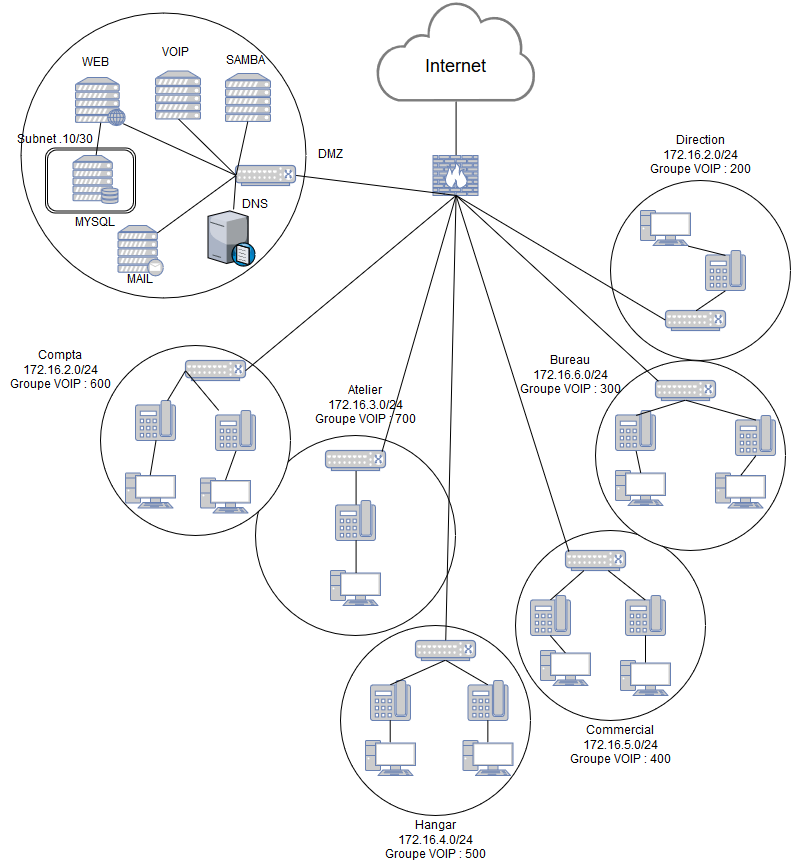 Internet
WEB
VOIP
SAMBA
Subnet .10/30
MYSQL
MAIL
DNS
DMZ
Direction
172.16.2.0/24
Groupe VOIP : 200
Compta
172.16.2.0/24
Groupe VOIP : 600
Atelier
172.16.3.0/24
Groupe VOIP : 700
Bureau
172.16.6.0/24
Groupe VOIP : 300
Commercial
172.16.5.0/24
Groupe VOIP : 400
Hangar
172.16.4.0/24
Groupe VOIP : 500